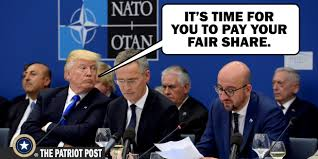 NATO
OTAN
IT'S TIME FOR
YOU TO PAY YOUR
FAIR SHARE.
THE PATRIOT POST